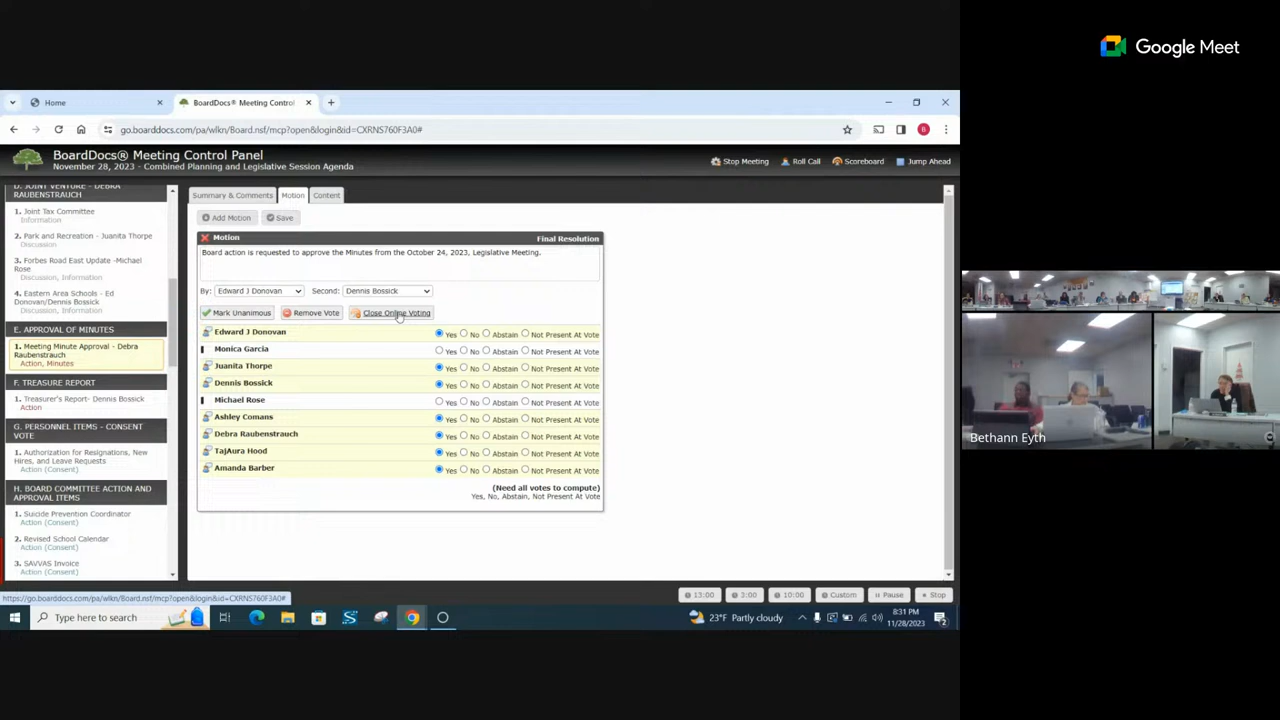 Google Meet
Home
BoardDocs® Meeting Control
go.boarddocs.com/pa/wlkn/Board.nsf/mcp?open&login&id=CXRNS760F3A0#
B
BoardDocs® Meeting Control Panel
November 28, 2023 - Combined Planning and Legislative Session Agenda
Stop Meeting Roll Call Scoreboard Jump Ahead
D. JOINT VENTURE - DEBRA
RAUBENSTRAUCH
1. Joint Tax Committee
Information
2. Park and Recreation - Juanita Thorpe
Discussion
3. Forbes Road East Update -Michael
Rose
Discussion, Information
4. Eastern Area Schools - Ed
Donovan/Dennis Bossick
Discussion, Information
E. APPROVAL OF MINUTES
1. Meeting Minute Approval - Debra
Raubenstrauch
Action, Minutes
F. TREASURE REPORT
1. Treasurer's Report- Dennis Bossick
Action
G. PERSONNEL ITEMS - CONSENT
VOTE
1. Authorization for Resignations, New
Hires, and Leave Requests
Action (Consent)
H. BOARD COMMITTEE ACTION AND
APPROVAL ITEMS
1. Suicide Prevention Coordinator
Action (Consent)
2. Revised School Calendar
Action (Consent)
3. SAVVAS Invoice
Action (Consent)
Summary & Comments Motion Content
Add Motion Save
Motion Final Resolution
Board action is requested to approve the Minutes from the October 24, 2023, Legislative Meeting.
By: Edward J Donovan Second: Dennis Bossick
Mark Unanimous Remove Vote Close Online Voting
Edward J Donovan Yes No Abstain Not Present At Vote
Monica Garcia Yes No Abstain Not Present At Vote
Juanita Thorpe Yes No Abstain Not Present At Vote
Dennis Bossick Yes No Abstain Not Present At Vote
Michael Rose Yes No Abstain Not Present At Vote
Ashley Comans Yes No Abstain Not Present At Vote
Debra Raubenstrauch Yes No Abstain Not Present At Vote
TajAura Hood Yes No Abstain Not Present At Vote
Amanda Barber Yes No Abstain Not Present At Vote
(Need all votes to compute)
Yes, No, Abstain, Not Present At Vote
Bethann Eyth
13:00 3:00 10:00 Custom Pause Stop
https://go.boarddocs.com/pa/wlkn/Board.nsf/mcp?open&login&id=CXRNS760F3A0#
Type here to search
23°F Partly cloudy
8:31 PM
11/28/2023
2